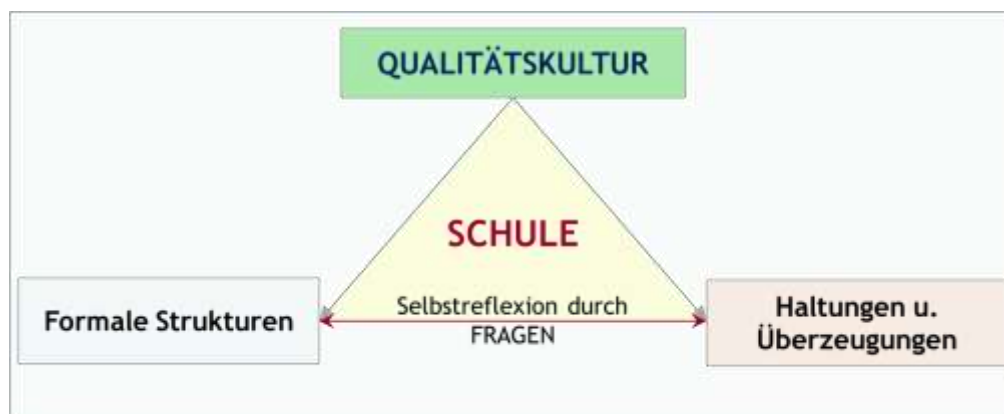 QUALITÄTSKULTUR
SCHULE
Formale Strukturen
Selbstreflexion durch
FRAGEN
Haltungen u.
Überzeugungen